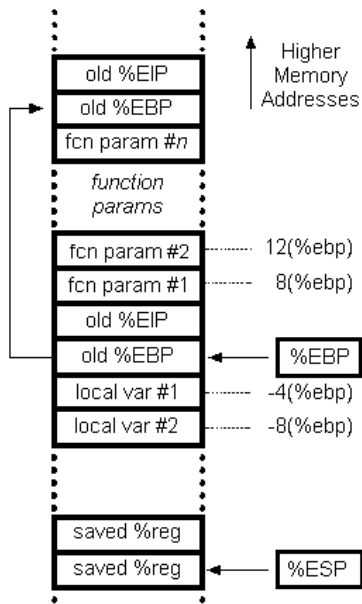 Higher
Memory
Addresses
old %EIP
old %EBP
fcn param #n
function
params
fcn param #2 12(%ebp)
fcn param #1 8(%ebp)
old %EIP
old %EBP %EBP
local var #1 -4(%ebp)
local var #2 -8(%ebp)
saved %reg
saved %reg %ESP